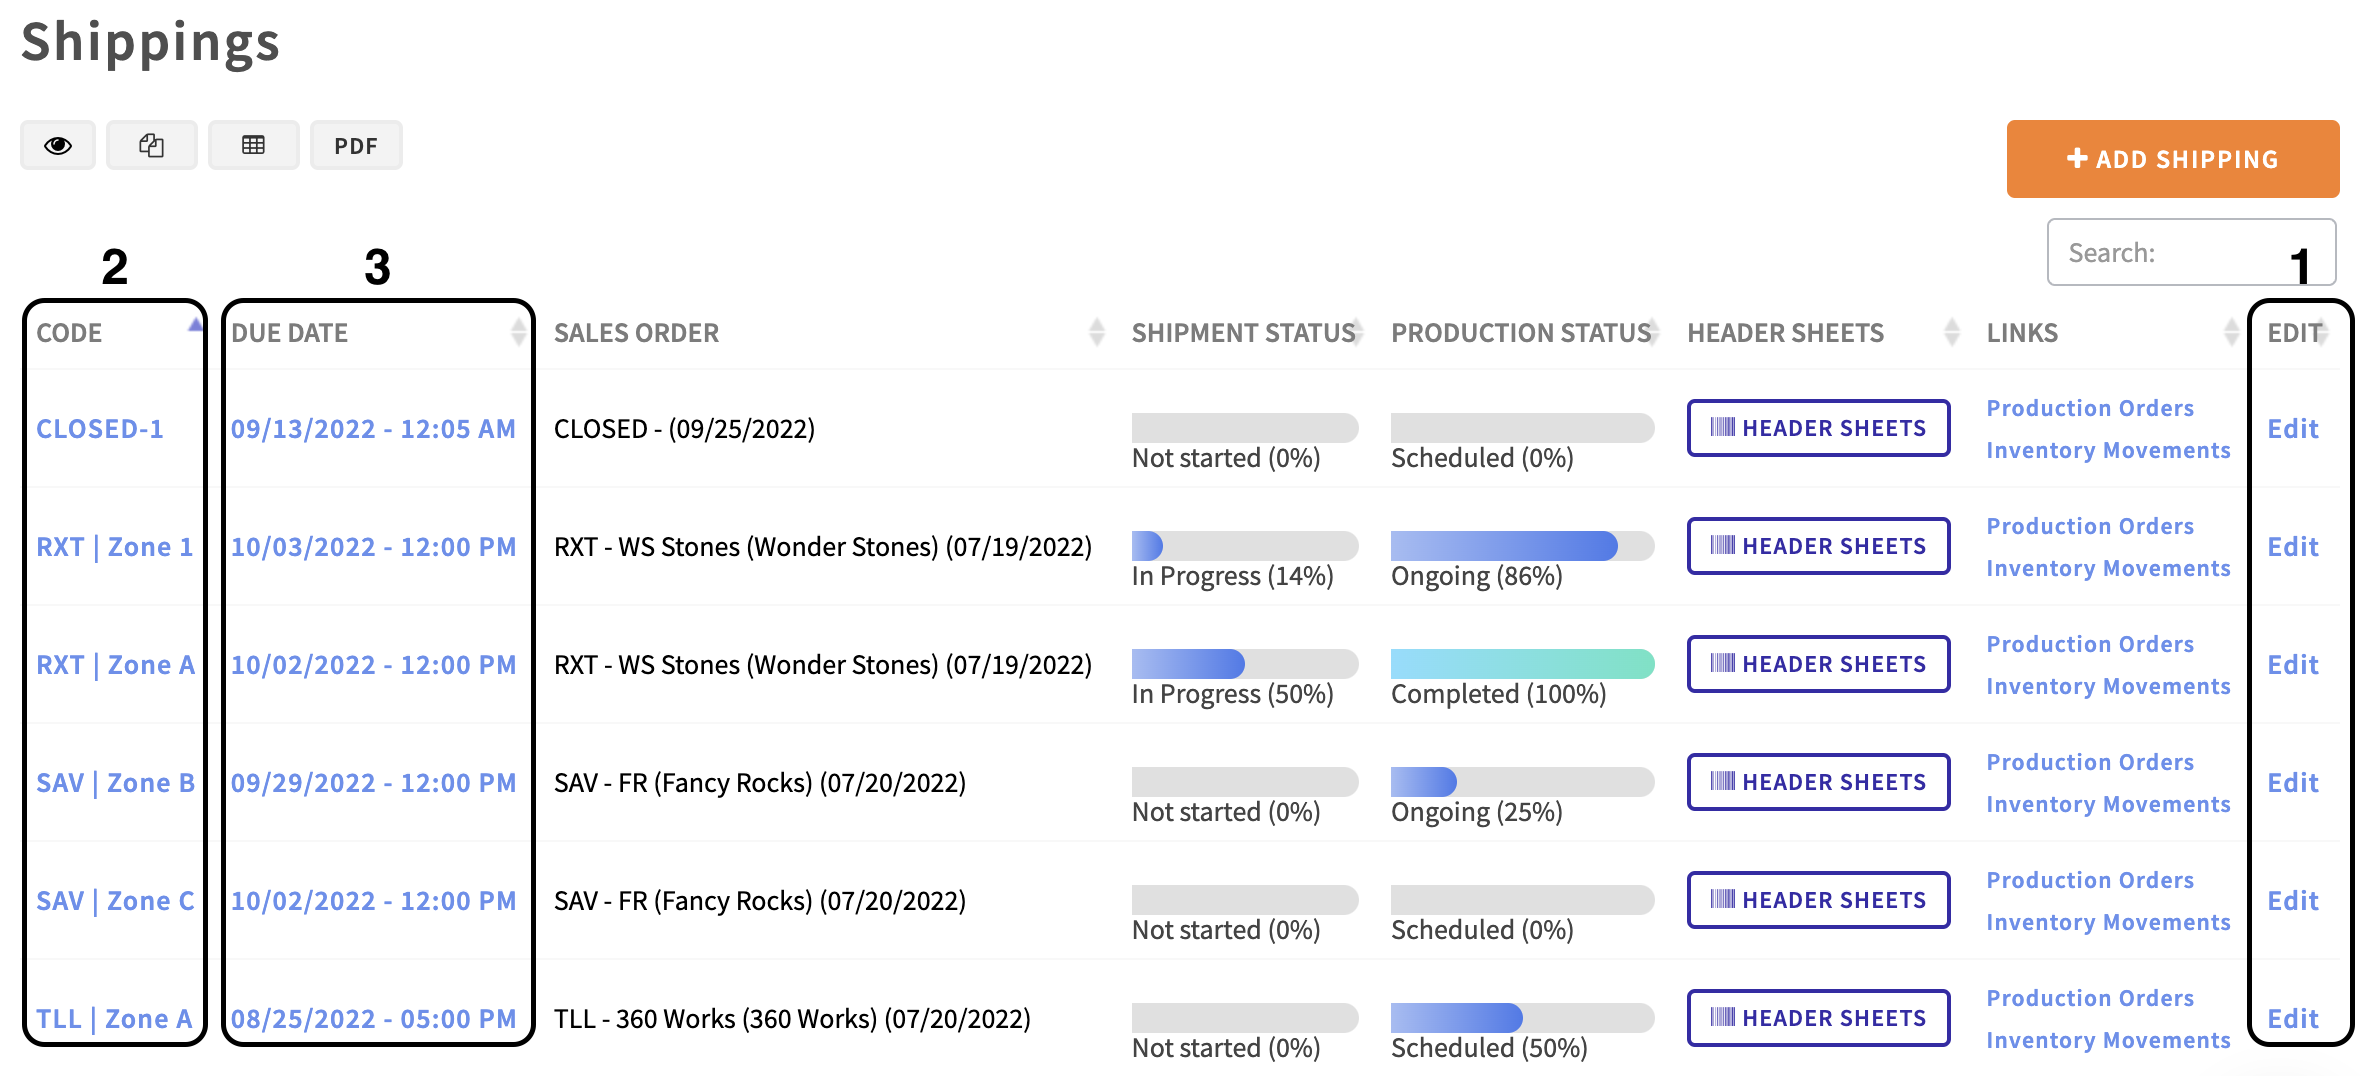 Shippings
PDF
+ ADD SHIPPING
Search:
2 3 1
CODE DUE DATE SALES ORDER SHIPMENT STATUS PRODUCTION STATUS HEADER SHEETS LINKS EDIT
CLOSED-1 09/13/2022 - 12:05 AM CLOSED - (09/25/2022) Not started (0%) Scheduled (0%) HEADER SHEETS Production Orders Inventory Movements Edit
RXT | Zone 1 10/03/2022 - 12:00 PM RXT - WS Stones (Wonder Stones) (07/19/2022) In Progress (14%) Ongoing (86%) HEADER SHEETS Production Orders Inventory Movements Edit
RXT | Zone A 10/02/2022 - 12:00 PM RXT - WS Stones (Wonder Stones) (07/19/2022) In Progress (50%) Completed (100%) HEADER SHEETS Production Orders Inventory Movements Edit
SAV | Zone B 09/29/2022 - 12:00 PM SAV - FR (Fancy Rocks) (07/20/2022) Not started (0%) Ongoing (25%) HEADER SHEETS Production Orders Inventory Movements Edit
SAV | Zone C 10/02/2022 - 12:00 PM SAV - FR (Fancy Rocks) (07/20/2022) Not started (0%) Scheduled (0%) HEADER SHEETS Production Orders Inventory Movements Edit
TLL | Zone A 08/25/2022 - 05:00 PM TLL - 360 Works (360 Works) (07/20/2022) Not started (0%) Scheduled (50%) HEADER SHEETS Production Orders Inventory Movements Edit